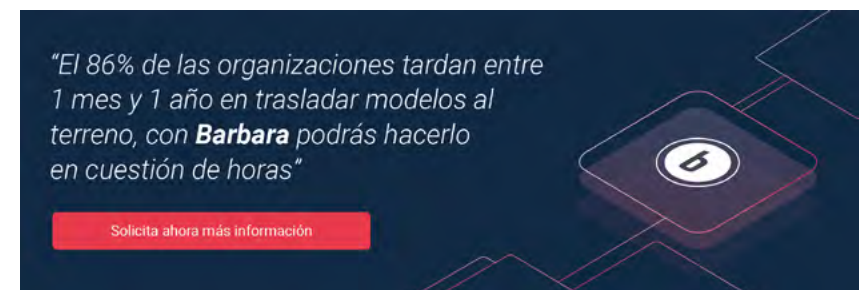 “El 86% de las organizaciones tardan entre
1 mes y 1 año en trasladar modelos al
terreno, con Barbara podrás hacerlo
en cuestión de horas”
Solicita ahora más información
b